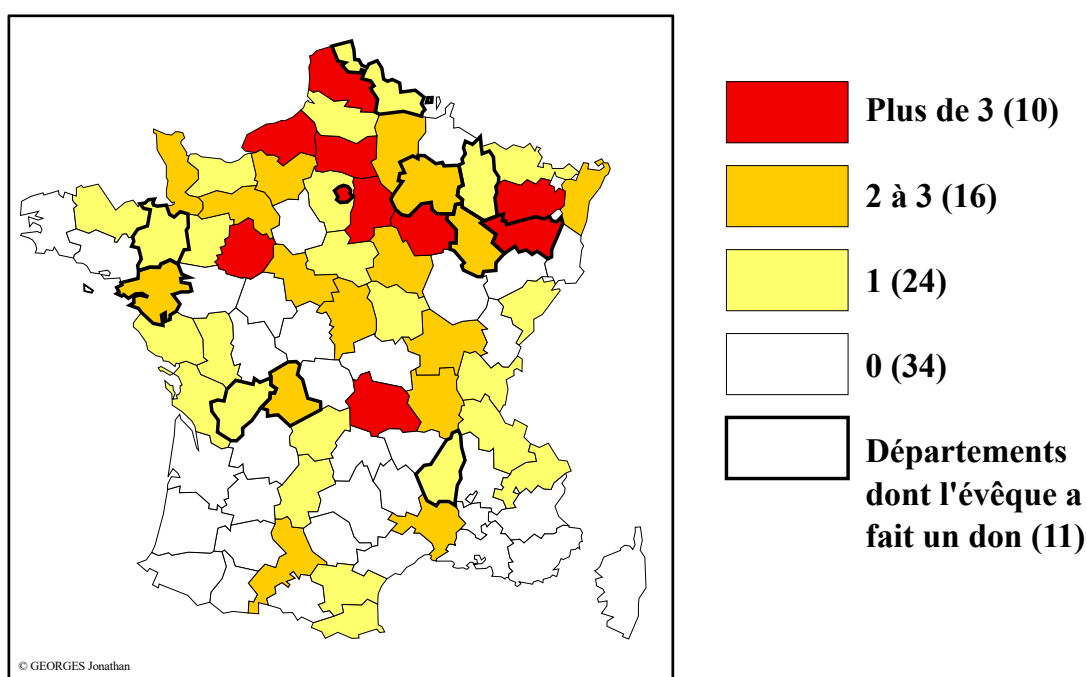 Plus de 3 (10)
2 à 3 (16)
1 (24)
0 (34)
Départements
dont l'évêque a
fait un don (11)
© GEORGES Jonathan